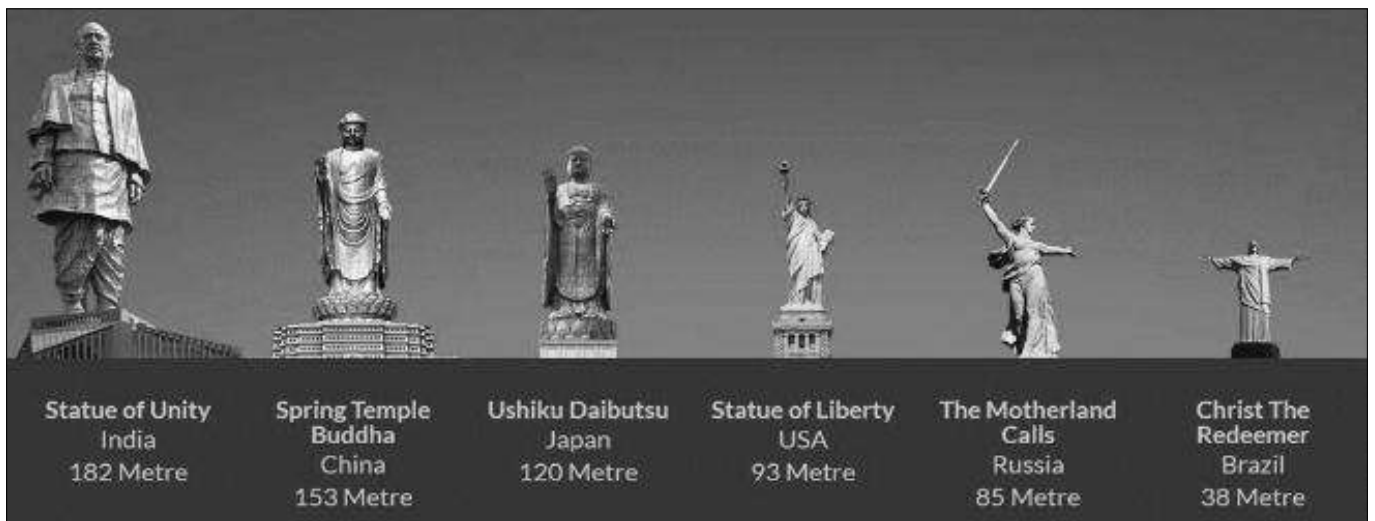 Statue of Unity
India
182 Metre
Spring Temple
Buddha
China
153 Metre
Ushiku Daibutsu
Japan
120 Metre
Statue of Liberty
USA
93 Metre
The Motherland
Calls
Russia
85 Metre
Christ The
Redeemer
Brazil
38 Metre